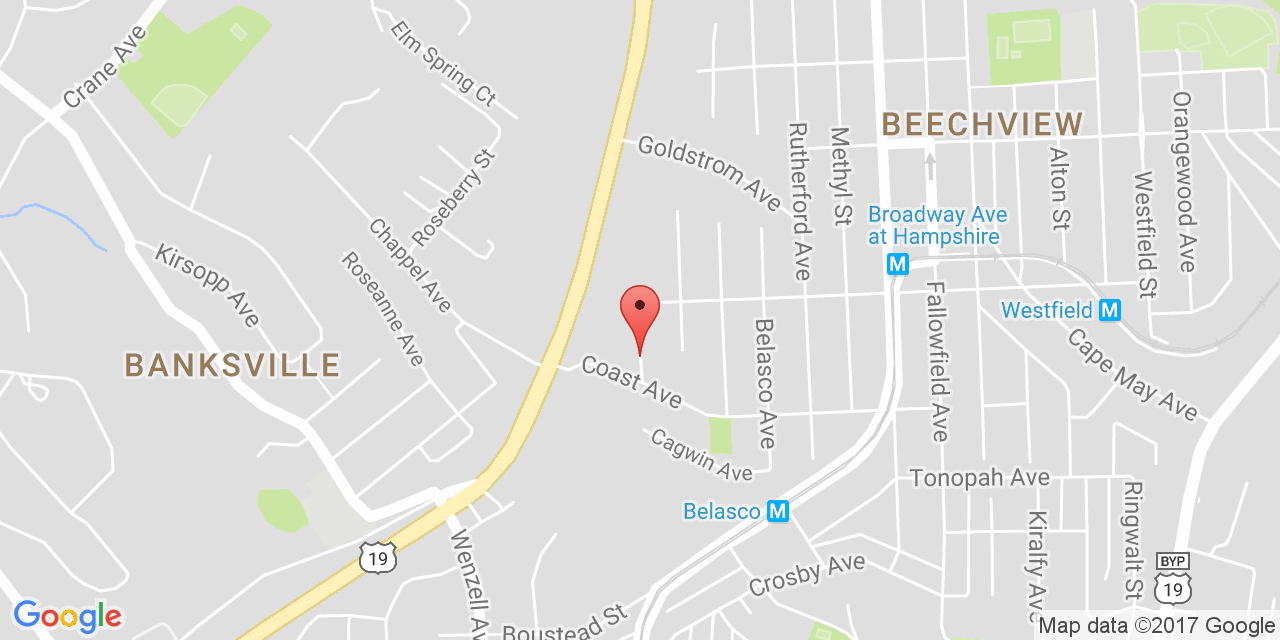 Crane Ave
Elm Spring Ct
BEECHVIEW
Goldstrom Ave
Rutherford Ave
Methyl St
Alton St
Orangewood Ave
Westfield St
Roseberry St
Chappel Ave
Kirsopp Ave
Roseanne Ave
Broadway Ave
at Hampshire
M
Westfield M
Fallowfield Ave
Cape May Ave
BANKSVILLE
Coast Ave
Belasco Ave
Cagwin Ave
Tonopah Ave
Belasco M
Ringwalt St
Kiralfy Ave
19
Wenzell Av
Crosby Ave
BYP
19
Boustead St
Google
Map data ©2017 Google